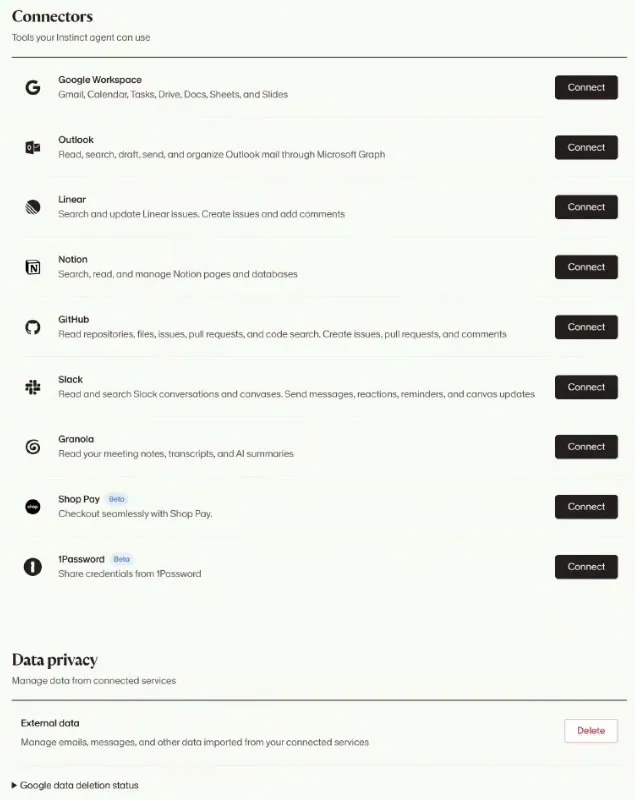 Connectors
Tools your Instinct agent can use
Google Workspace
Gmail, Calendar, Tasks, Drive, Docs, Sheets, and Slides
Connect
Outlook
Read, search, draft, send, and organize Outlook mail through Microsoft Graph
Connect
Linear
Search and update Linear issues. Create issues and add comments
Connect
Notion
Search, read, and manage Notion pages and databases
Connect
GitHub
Read repositories, files, issues, pull requests, and code search. Create issues, pull requests, and comments
Connect
Slack
Read and search Slack conversations and canvases. Send messages, reactions, reminders, and canvas updates
Connect
Granola
Read your meeting notes, transcripts, and AI summaries
Connect
shop
Shop Pay Beta
Checkout seamlessly with Shop Pay.
Connect
1Password Beta
Share credentials from 1Password
Connect
Data privacy
Manage data from connected services
External data
Manage emails, messages, and other data imported from your connected services
Delete
Google data deletion status